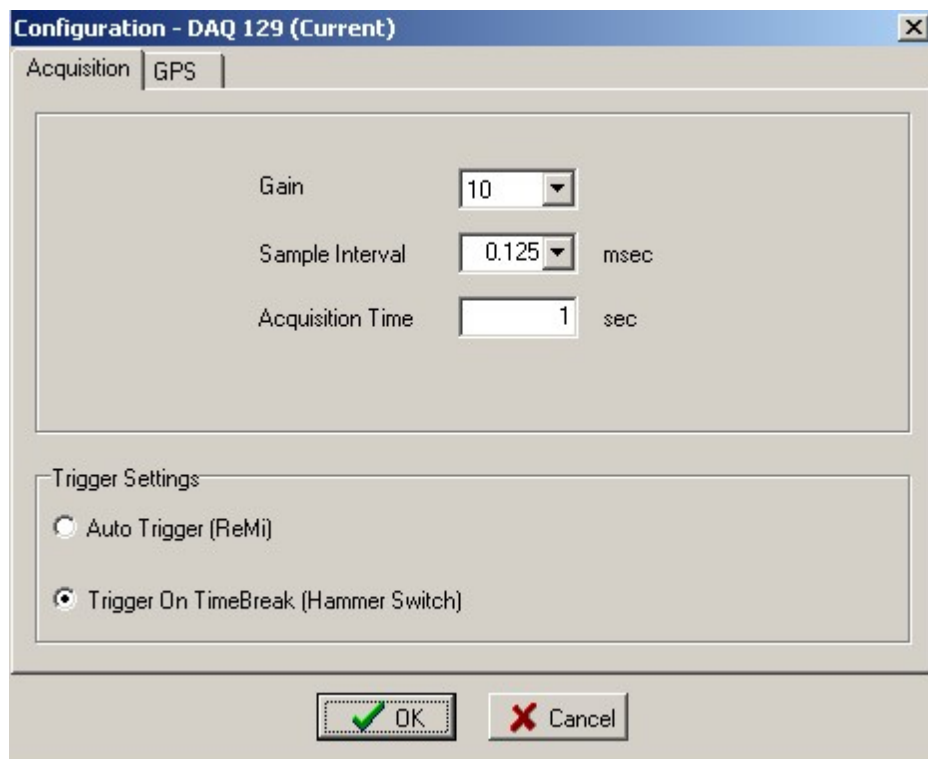 Configuration - DAQ 129 (Current)
Acquisition GPS
Gain 10
Sample Interval 0.125 msec
Acquisition Time 1 sec
Trigger Settings
Auto Trigger (ReMi)
Trigger On TimeBreak (Hammer Switch)
OK Cancel